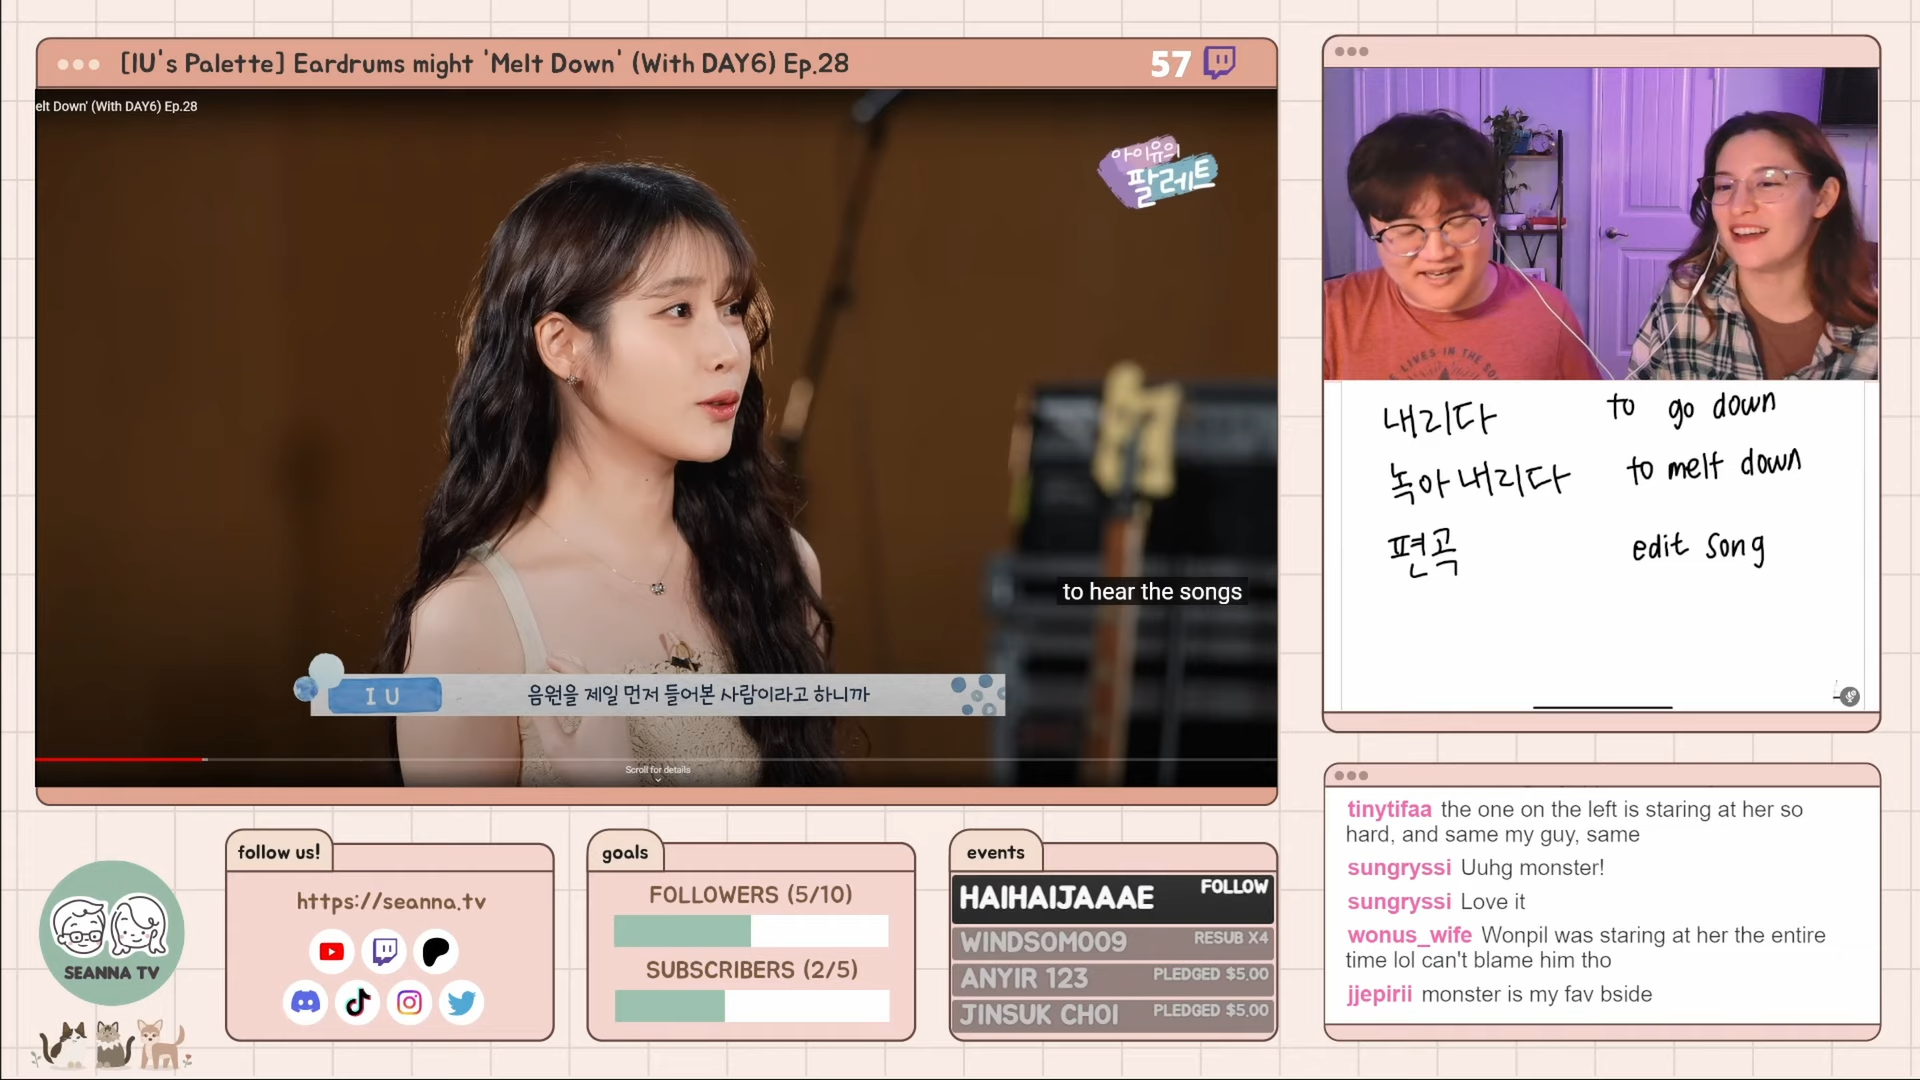 [IU's Palette] Eardrums might 'Melt Down' (With DAY6) Ep.28
57
elt Down' (With DAY6) Ep.28
아이유의
팔레트
to hear the songs
IU
음원을 제일 먼저 들어본 사람이라고 하니까
Scroll for details
내리다 to go down
녹아내리다 to melt down
편곡 edit song
SEANNA TV
follow us!
https://seanna.tv
goals
FOLLOWERS (5/10)
SUBSCRIBERS (2/5)
events
HAIHAIJAAAE FOLLOW
WINDSOM009 RESUB X4
ANYIR 123 PLEDGED $5.00
JINSUK CHOI PLEDGED $5.00
tinytifaa the one on the left is staring at her so
hard, and same my guy, same
sungryssi Uuhg monster!
sungryssi Love it
wonus_wife Wonpil was staring at her the entire
time lol can't blame him tho
jjepirii monster is my fav bside